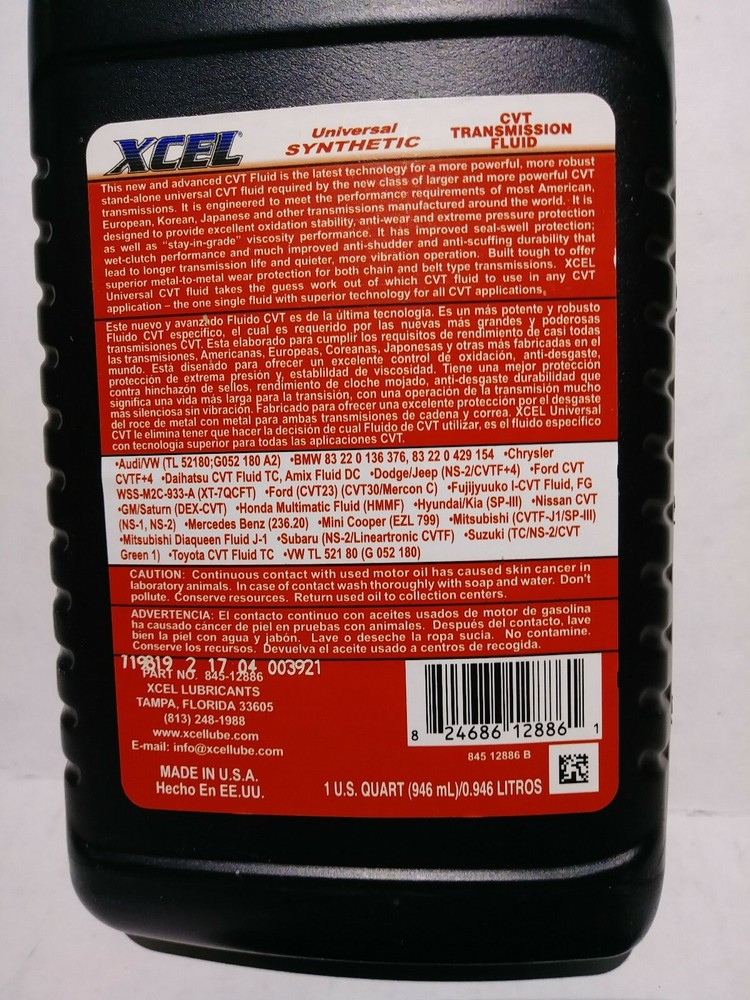 XCEL®
Universal
SYNTHETIC
CVT
TRANSMISSION
FLUID
This new and advanced CVT Fluid is the latest technology for a more powerful, more robust
stand-alone universal CVT fluid required by the new class of larger and more powerful CVT
transmissions. It is engineered to meet the performance requirements of most American,
European, Korean, Japanese and other transmissions manufactured around the world. It is
designed to provide excellent oxidation stability, anti-wear and extreme pressure protection
as well as "stay-in-grade" viscosity performance. It has improved seal-swell protection;
wet-clutch performance and much improved anti-shudder and anti-scuffing durability that
lead to longer transmission life and quieter, more vibration operation. Built tough to offer
superior metal-to-metal wear protection for both chain and belt type transmissions. XCEL
Universal CVT fluid takes the guess work out of which CVT fluid to use in any CVT
application – the one single fluid with superior technology for all CVT applications.
Este nuevo y avanzado Fluido CVT es de la última tecnología. Es un más potente y robusto
Fluido CVT especifico, el cual es requerido por las nuevas más grandes y poderosas
transmisiones CVT. Esta elaborado para cumplir los requisitos de rendimiento de casi todas
las transmisiones, Americanas, Europeas, Coreanas, Japonesas y otras más fabricadas en el
mundo. Está diseñado para ofrecer un excelente control de oxidación, anti-desgaste,
protección de extrema presión y, establildad de viscosidad. Tiene una mejor protección
contra hinchazón de sellos, rendimiento de cloche mojado, anti-desgaste durabilidad que
significa una vida más larga para la transisión, con una operación de la transmisión mucho
más silenciosa sin vibración. Fabricado para ofrecer una excelente protección por el desgaste
del roce de metal con metal para ambas transmisiones de cadena y correa. XCEL Universal
CVT le elimina tener que hacer la decisión de cual Fluido de CVT utilizar, es el fluido específico
con tecnología superior para todas las aplicaciones CVT.
•Audi/VW (TL 52180;G052 180 A2) •BMW 83 22 0 136 376, 83 22 0 429 154 •Chrysler
CVTF+4 •Daihatsu CVT Fluid TC, Amix Fluid DC •Dodge/Jeep (NS-2/CVTF+4) •Ford CVT
WSS-M2C-933-A (XT-7QCFT) •Ford (CVT23) (CVT30/Mercon C) •Fujijyuuko I-CVT Fluid, FG
•GM/Saturn (DEX-CVT) •Honda Multimatic Fluid (HMMF) •Hyundai/Kia (SP-III) •Nissan CVT
(NS-1, NS-2) •Mercedes Benz (236.20) •Mini Cooper (EZL 799) •Mitsubishi (CVTF-J1/SP-III)
•Mitsubishi Diaqueen Fluid J-1 •Subaru (NS-2/Lineartronic CVTF) •Suzuki (TC/NS-2/CVT
Green 1) •Toyota CVT Fluid TC •VW TL 521 80 (G 052 180)
CAUTION: Continuous contact with used motor oil has caused skin cancer in
laboratory animals. In case of contact wash thoroughly with soap and water. Don't
pollute. Conserve resources. Return used oil to collection centers.
ADVERTENCIA: El contacto continuo con aceites usados de motor de gasolina
ha causado cáncer de piel en pruebas con animales. Después del contacto, lave
bien la piel con agua y jabón. Lave o deseche la ropa sucia. No contamine.
Conserve los recursos. Devuelva el aceite usado a centros de recogida.
119819 2 17 04 003921
PART NO. 845-12886
XCEL LUBRICANTS
TAMPA, FLORIDA 33605
(813) 248-1988
www.xcellube.com
E-mail: info@xcellube.com
MADE IN U.S.A.
Hecho En EE.UU.
8 24686 12886 1
845 12886 B
1 U.S. QUART (946 mL)/0.946 LITROS